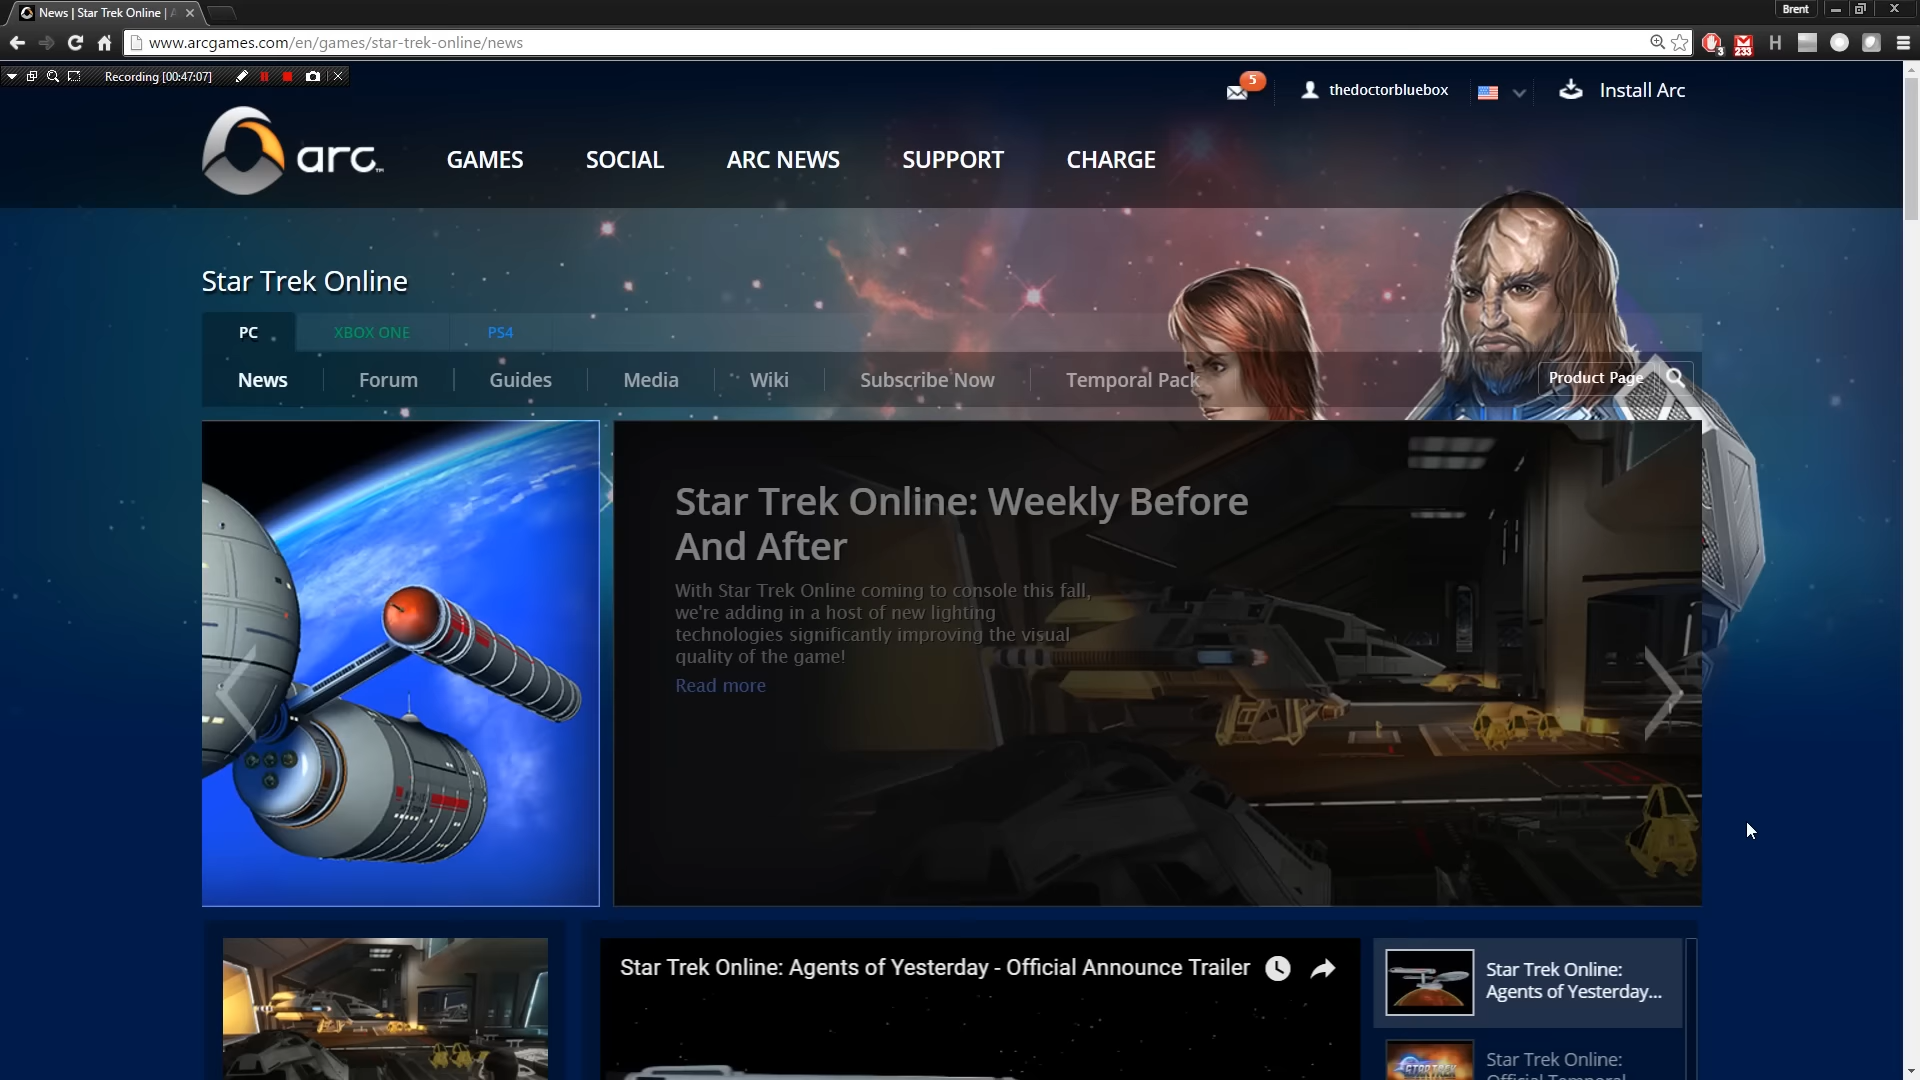 News | Star Trek Online |
Brent
www.arcgames.com/en/games/star-trek-online/news
3
233
H
Recording [00:47:07]
5
thedoctorbluebox
Install Arc
arc™
GAMES
SOCIAL
ARC NEWS
SUPPORT
CHARGE
Star Trek Online
PC
XBOX ONE
PS4
News
Forum
Guides
Media
Wiki
Subscribe Now
Temporal Pack
Product Page
Star Trek Online: Weekly Before
And After
With Star Trek Online coming to console this fall,
we're adding in a host of new lighting
technologies significantly improving the visual
quality of the game!
Read more
Star Trek Online: Agents of Yesterday - Official Announce Trailer
Star Trek Online:
Agents of Yesterday...
Star Trek Online:
Official Temporal